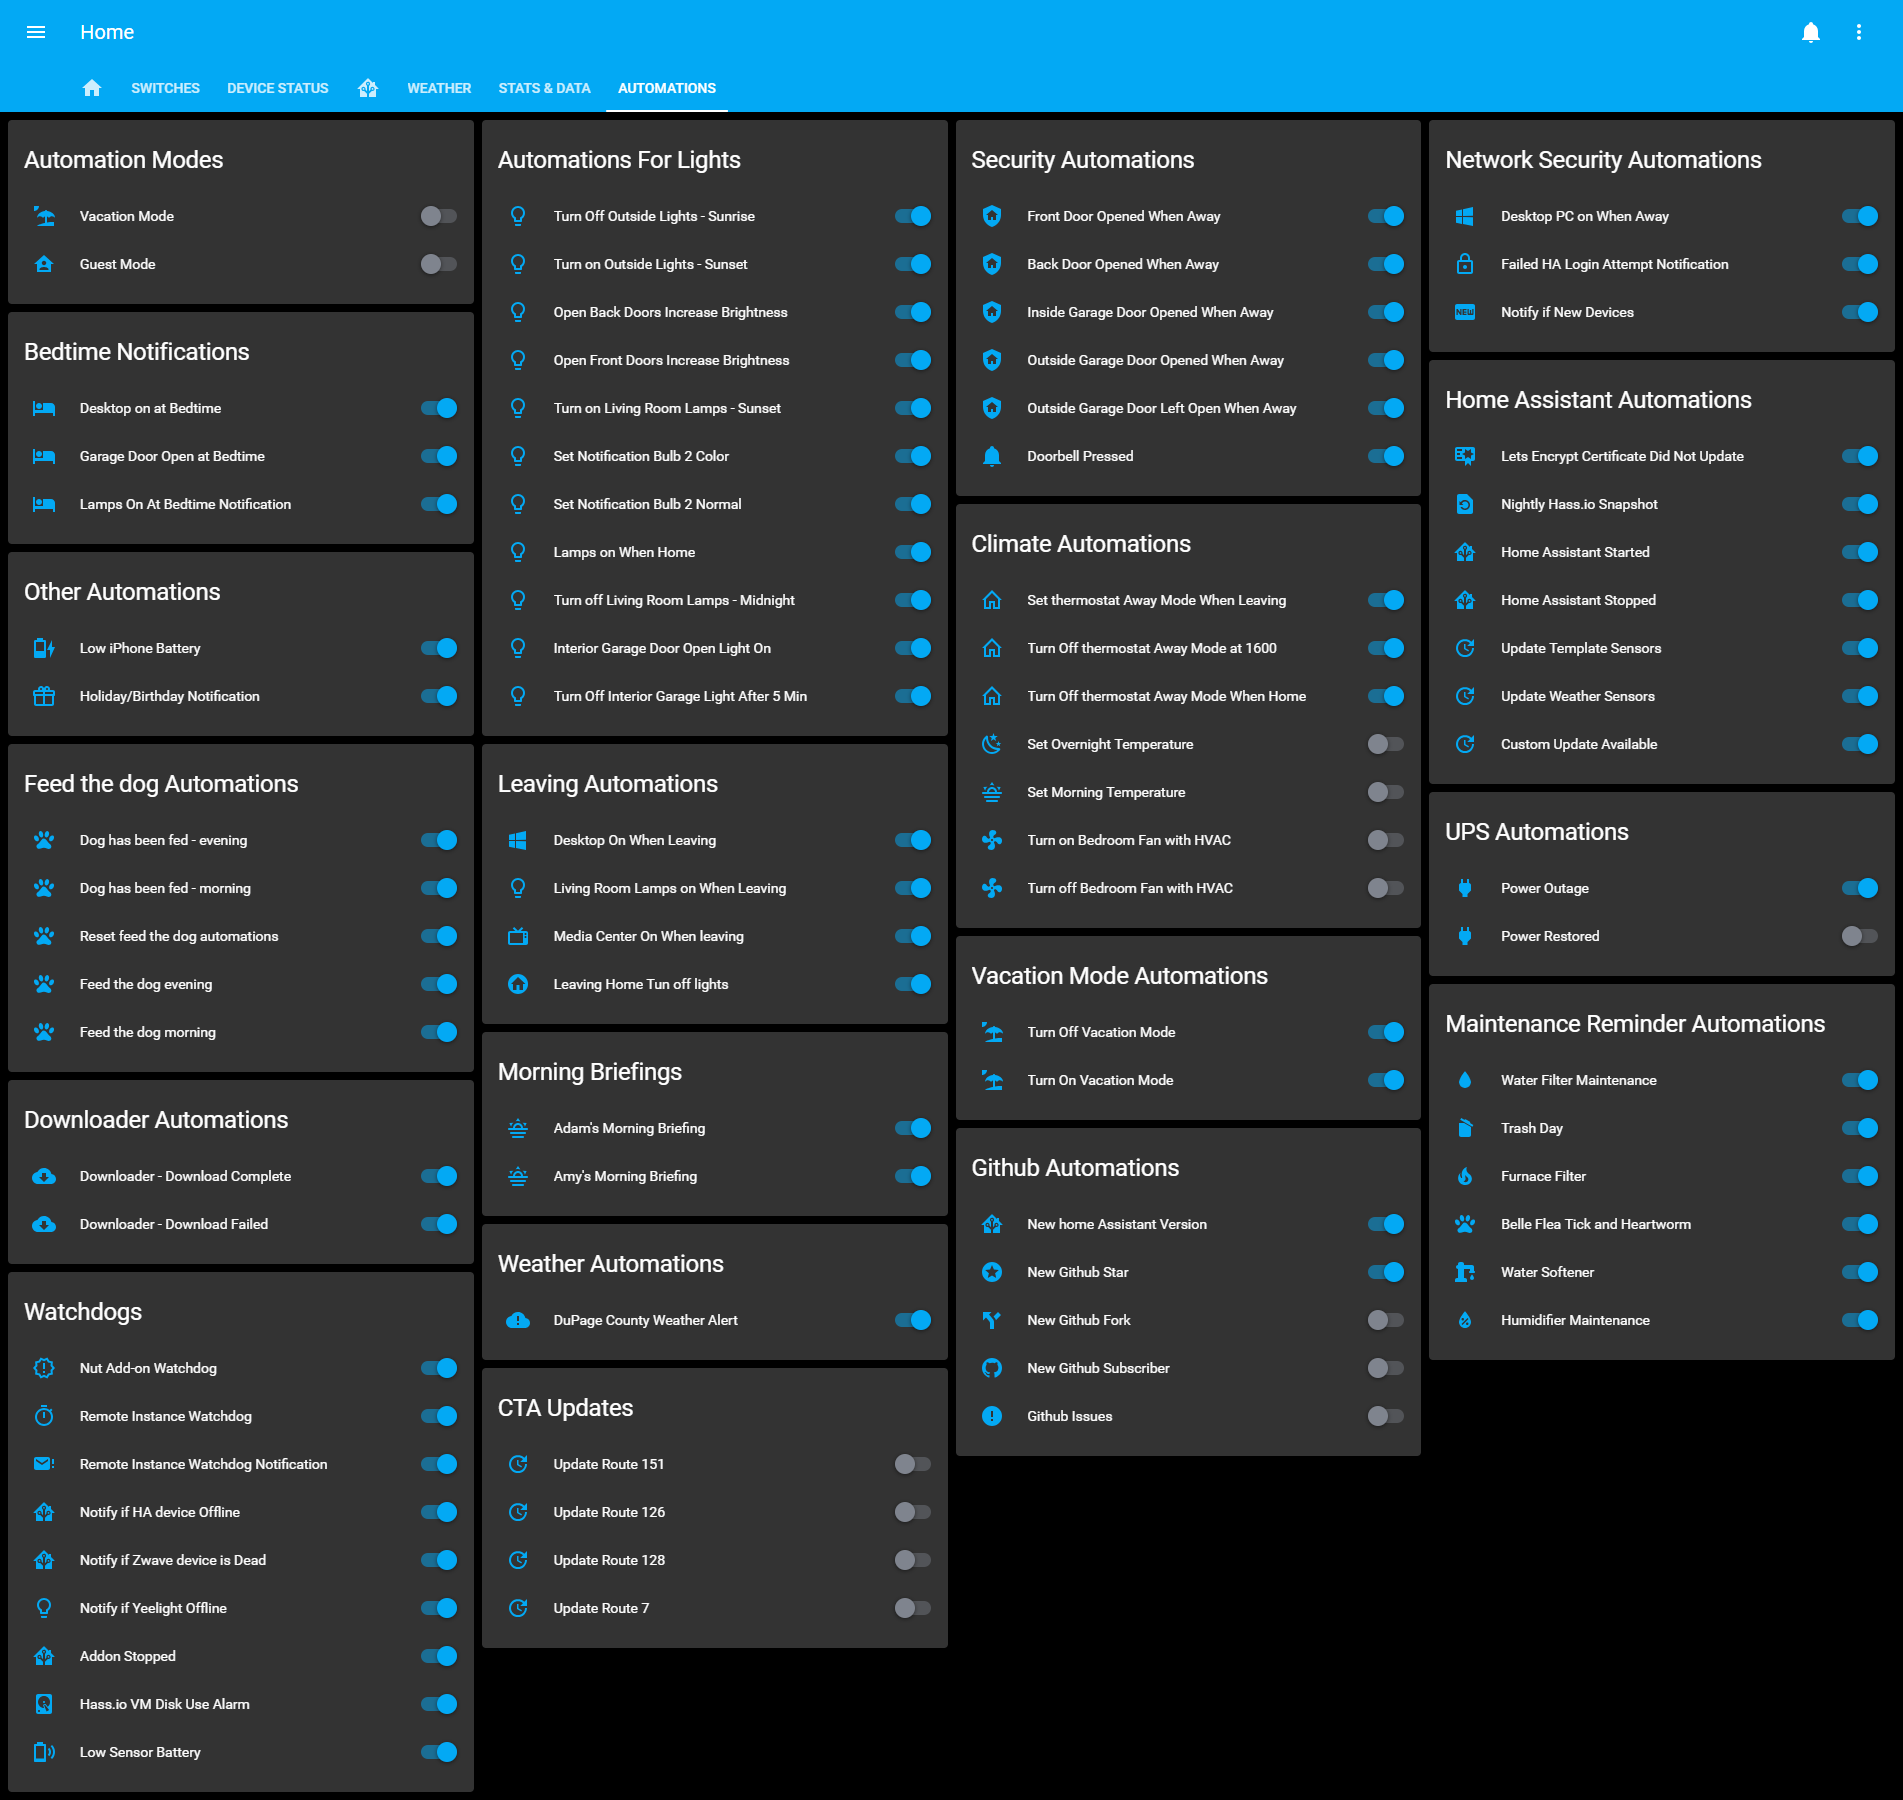 Home
SWITCHES
DEVICE STATUS
WEATHER
STATS & DATA
AUTOMATIONS
Automation Modes
Vacation Mode
Guest Mode
Bedtime Notifications
Desktop on at Bedtime
Garage Door Open at Bedtime
Lamps On At Bedtime Notification
Other Automations
Low iPhone Battery
Holiday/Birthday Notification
Feed the dog Automations
Dog has been fed - evening
Dog has been fed - morning
Reset feed the dog automations
Feed the dog evening
Feed the dog morning
Downloader Automations
Downloader - Download Complete
Downloader - Download Failed
Watchdogs
Nut Add-on Watchdog
Remote Instance Watchdog
Remote Instance Watchdog Notification
Notify if HA device Offline
Notify if Zwave device is Dead
Notify if Yeelight Offline
Addon Stopped
Hass.io VM Disk Use Alarm
Low Sensor Battery
Automations For Lights
Turn Off Outside Lights - Sunrise
Turn on Outside Lights - Sunset
Open Back Doors Increase Brightness
Open Front Doors Increase Brightness
Turn on Living Room Lamps - Sunset
Set Notification Bulb 2 Color
Set Notification Bulb 2 Normal
Lamps on When Home
Turn off Living Room Lamps - Midnight
Interior Garage Door Open Light On
Turn Off Interior Garage Light After 5 Min
Leaving Automations
Desktop On When Leaving
Living Room Lamps on When Leaving
Media Center On When leaving
Leaving Home Tun off lights
Morning Briefings
Adam's Morning Briefing
Amy's Morning Briefing
Weather Automations
DuPage County Weather Alert
CTA Updates
Update Route 151
Update Route 126
Update Route 128
Update Route 7
Security Automations
Front Door Opened When Away
Back Door Opened When Away
Inside Garage Door Opened When Away
Outside Garage Door Opened When Away
Outside Garage Door Left Open When Away
Doorbell Pressed
Climate Automations
Set thermostat Away Mode When Leaving
Turn Off thermostat Away Mode at 1600
Turn Off thermostat Away Mode When Home
Set Overnight Temperature
Set Morning Temperature
Turn on Bedroom Fan with HVAC
Turn off Bedroom Fan with HVAC
Vacation Mode Automations
Turn Off Vacation Mode
Turn On Vacation Mode
Github Automations
New home Assistant Version
New Github Star
New Github Fork
New Github Subscriber
Github Issues
Network Security Automations
Desktop PC on When Away
Failed HA Login Attempt Notification
NEW
Notify if New Devices
Home Assistant Automations
Lets Encrypt Certificate Did Not Update
Nightly Hass.io Snapshot
Home Assistant Started
Home Assistant Stopped
Update Template Sensors
Update Weather Sensors
Custom Update Available
UPS Automations
Power Outage
Power Restored
Maintenance Reminder Automations
Water Filter Maintenance
Trash Day
Furnace Filter
Belle Flea Tick and Heartworm
Water Softener
Humidifier Maintenance